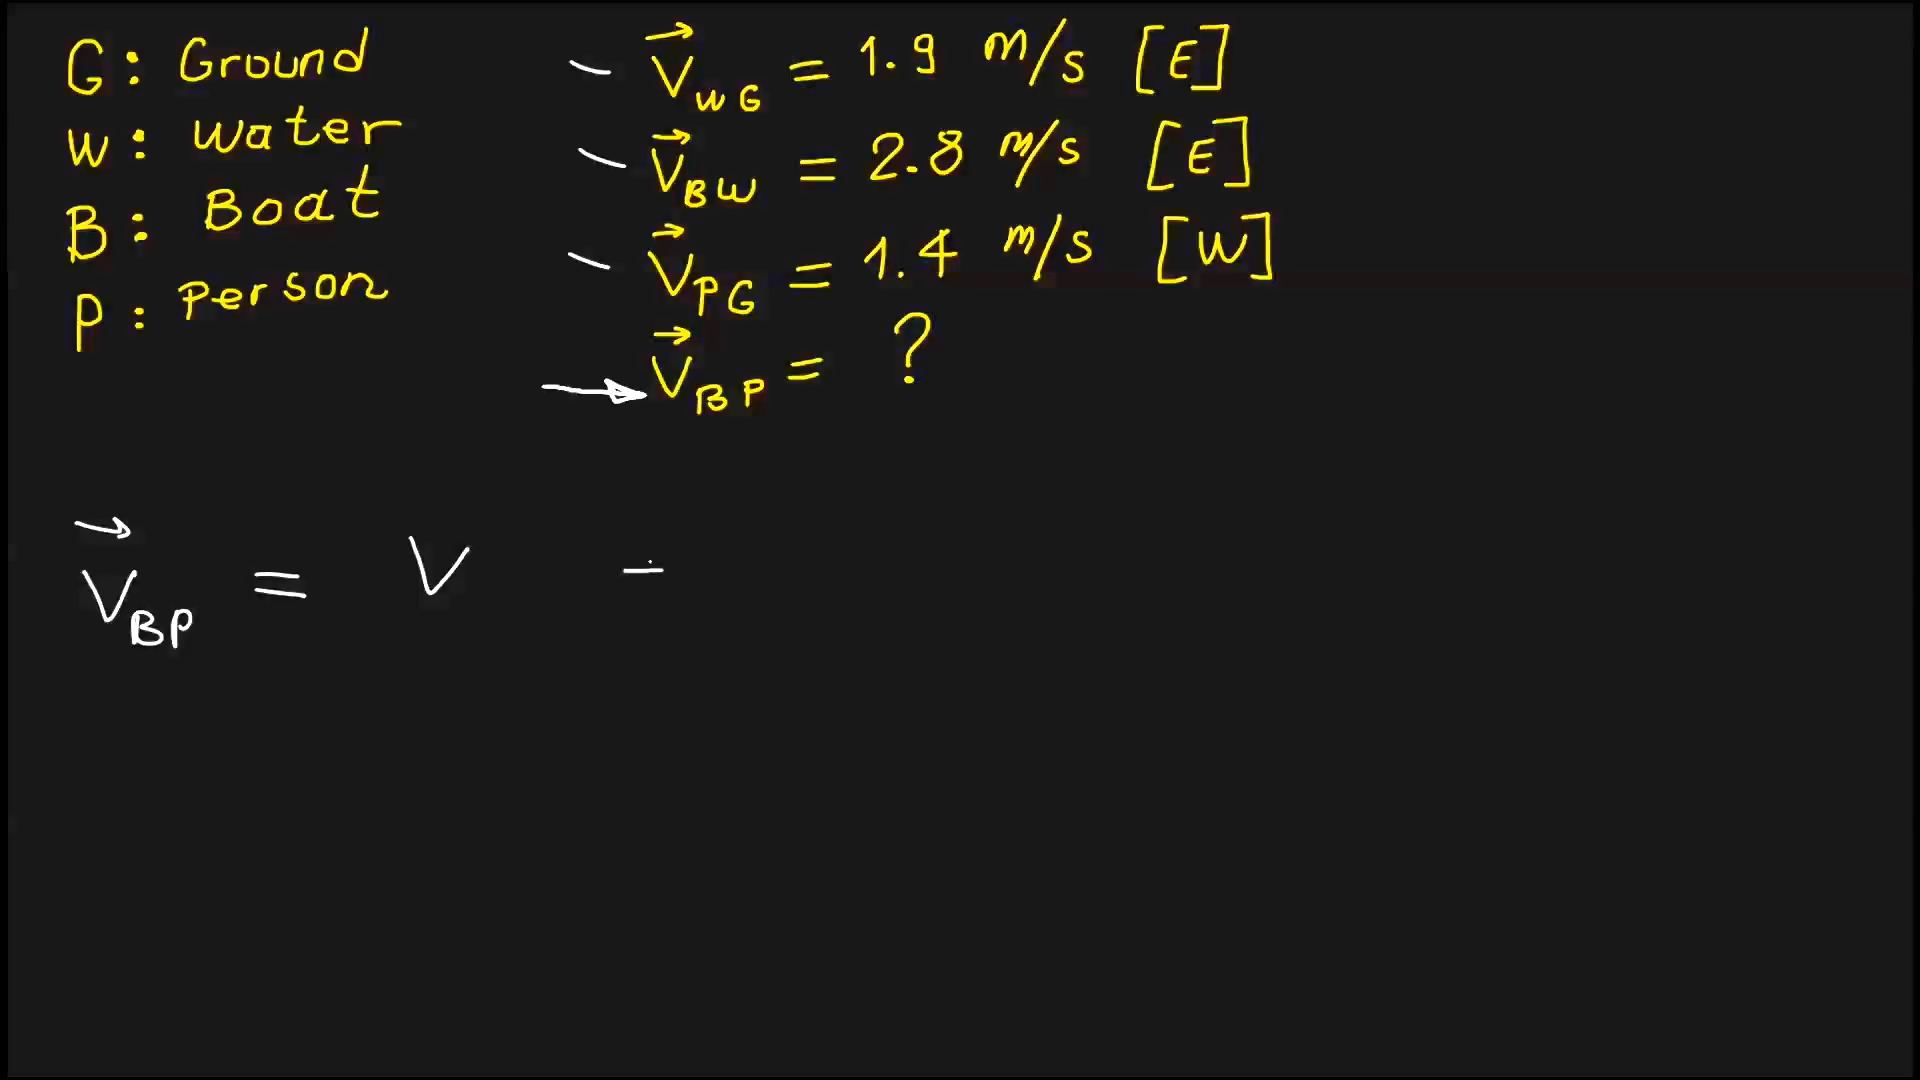 G: Ground
W: Water
B: Boat
P: Person
V⃗WG = 1.9 m/s [E]
V⃗BW = 2.8 m/s [E]
V⃗PG = 1.4 m/s [W]
V⃗BP = ?
V⃗BP = V –